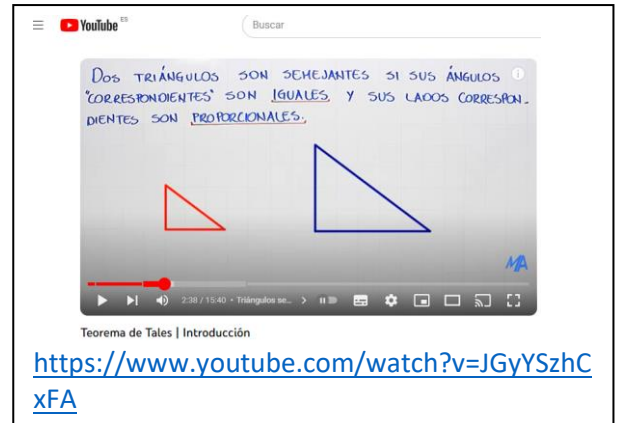 YouTube ES
Buscar
DOS TRIÁNGULOS SON SEMEJANTES SI SUS ÁNGULOS
"CORRESPONDIENTES" SON IGUALES Y SUS LADOS CORRESPON-
DIENTES SON PROPORCIONALES.
MA
2:38 / 15:40 • Triángulos se...
Teorema de Tales | Introducción
https://www.youtube.com/watch?v=JGyYSzhC
xFA